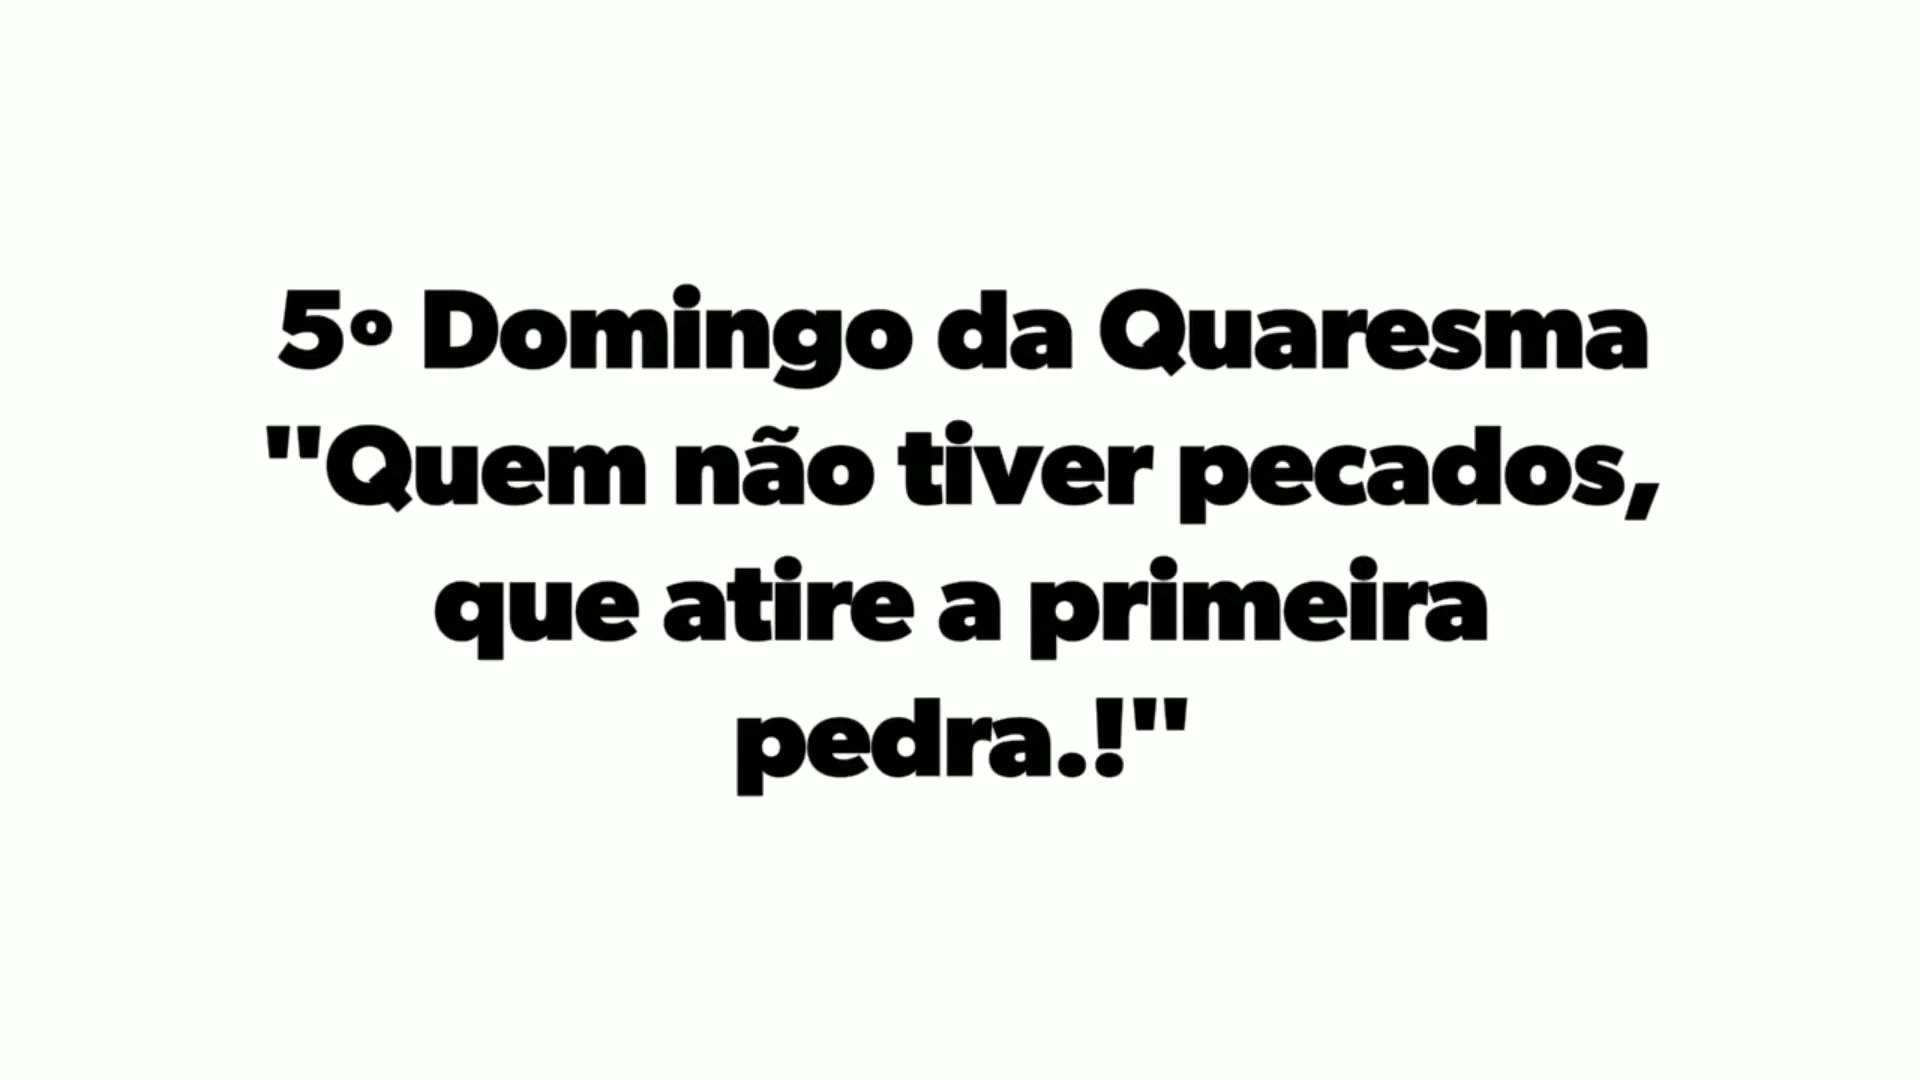 5º Domingo da Quaresma
"Quem não tiver pecados,
que atire a primeira
pedra.!"